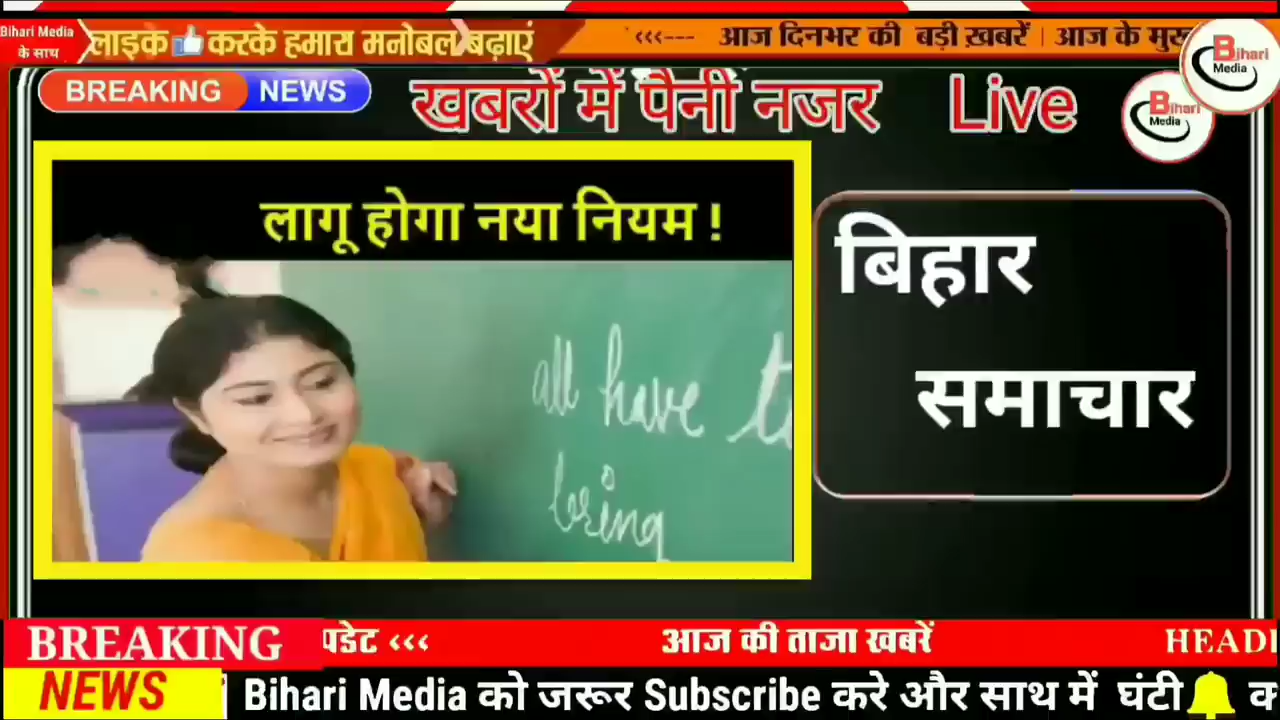 Bihari Media
के साथ
लाइके👍करके हमारा मनोबल बढ़ाएं
‹‹‹--- आज दिनभर की बड़ी ख़बरें | आज के मुख्
Bihari
Media
BREAKING NEWS
खबरों में पैनी नजर Live
Bihari
Media
लागू होगा नया नियम !
बिहार
समाचार
all have t
bring
पडेट ‹‹‹ आज की ताजा खबरें HEADI
BREAKING
NEWS
Bihari Media को जरूर Subscribe करे और साथ में घंटी🔔